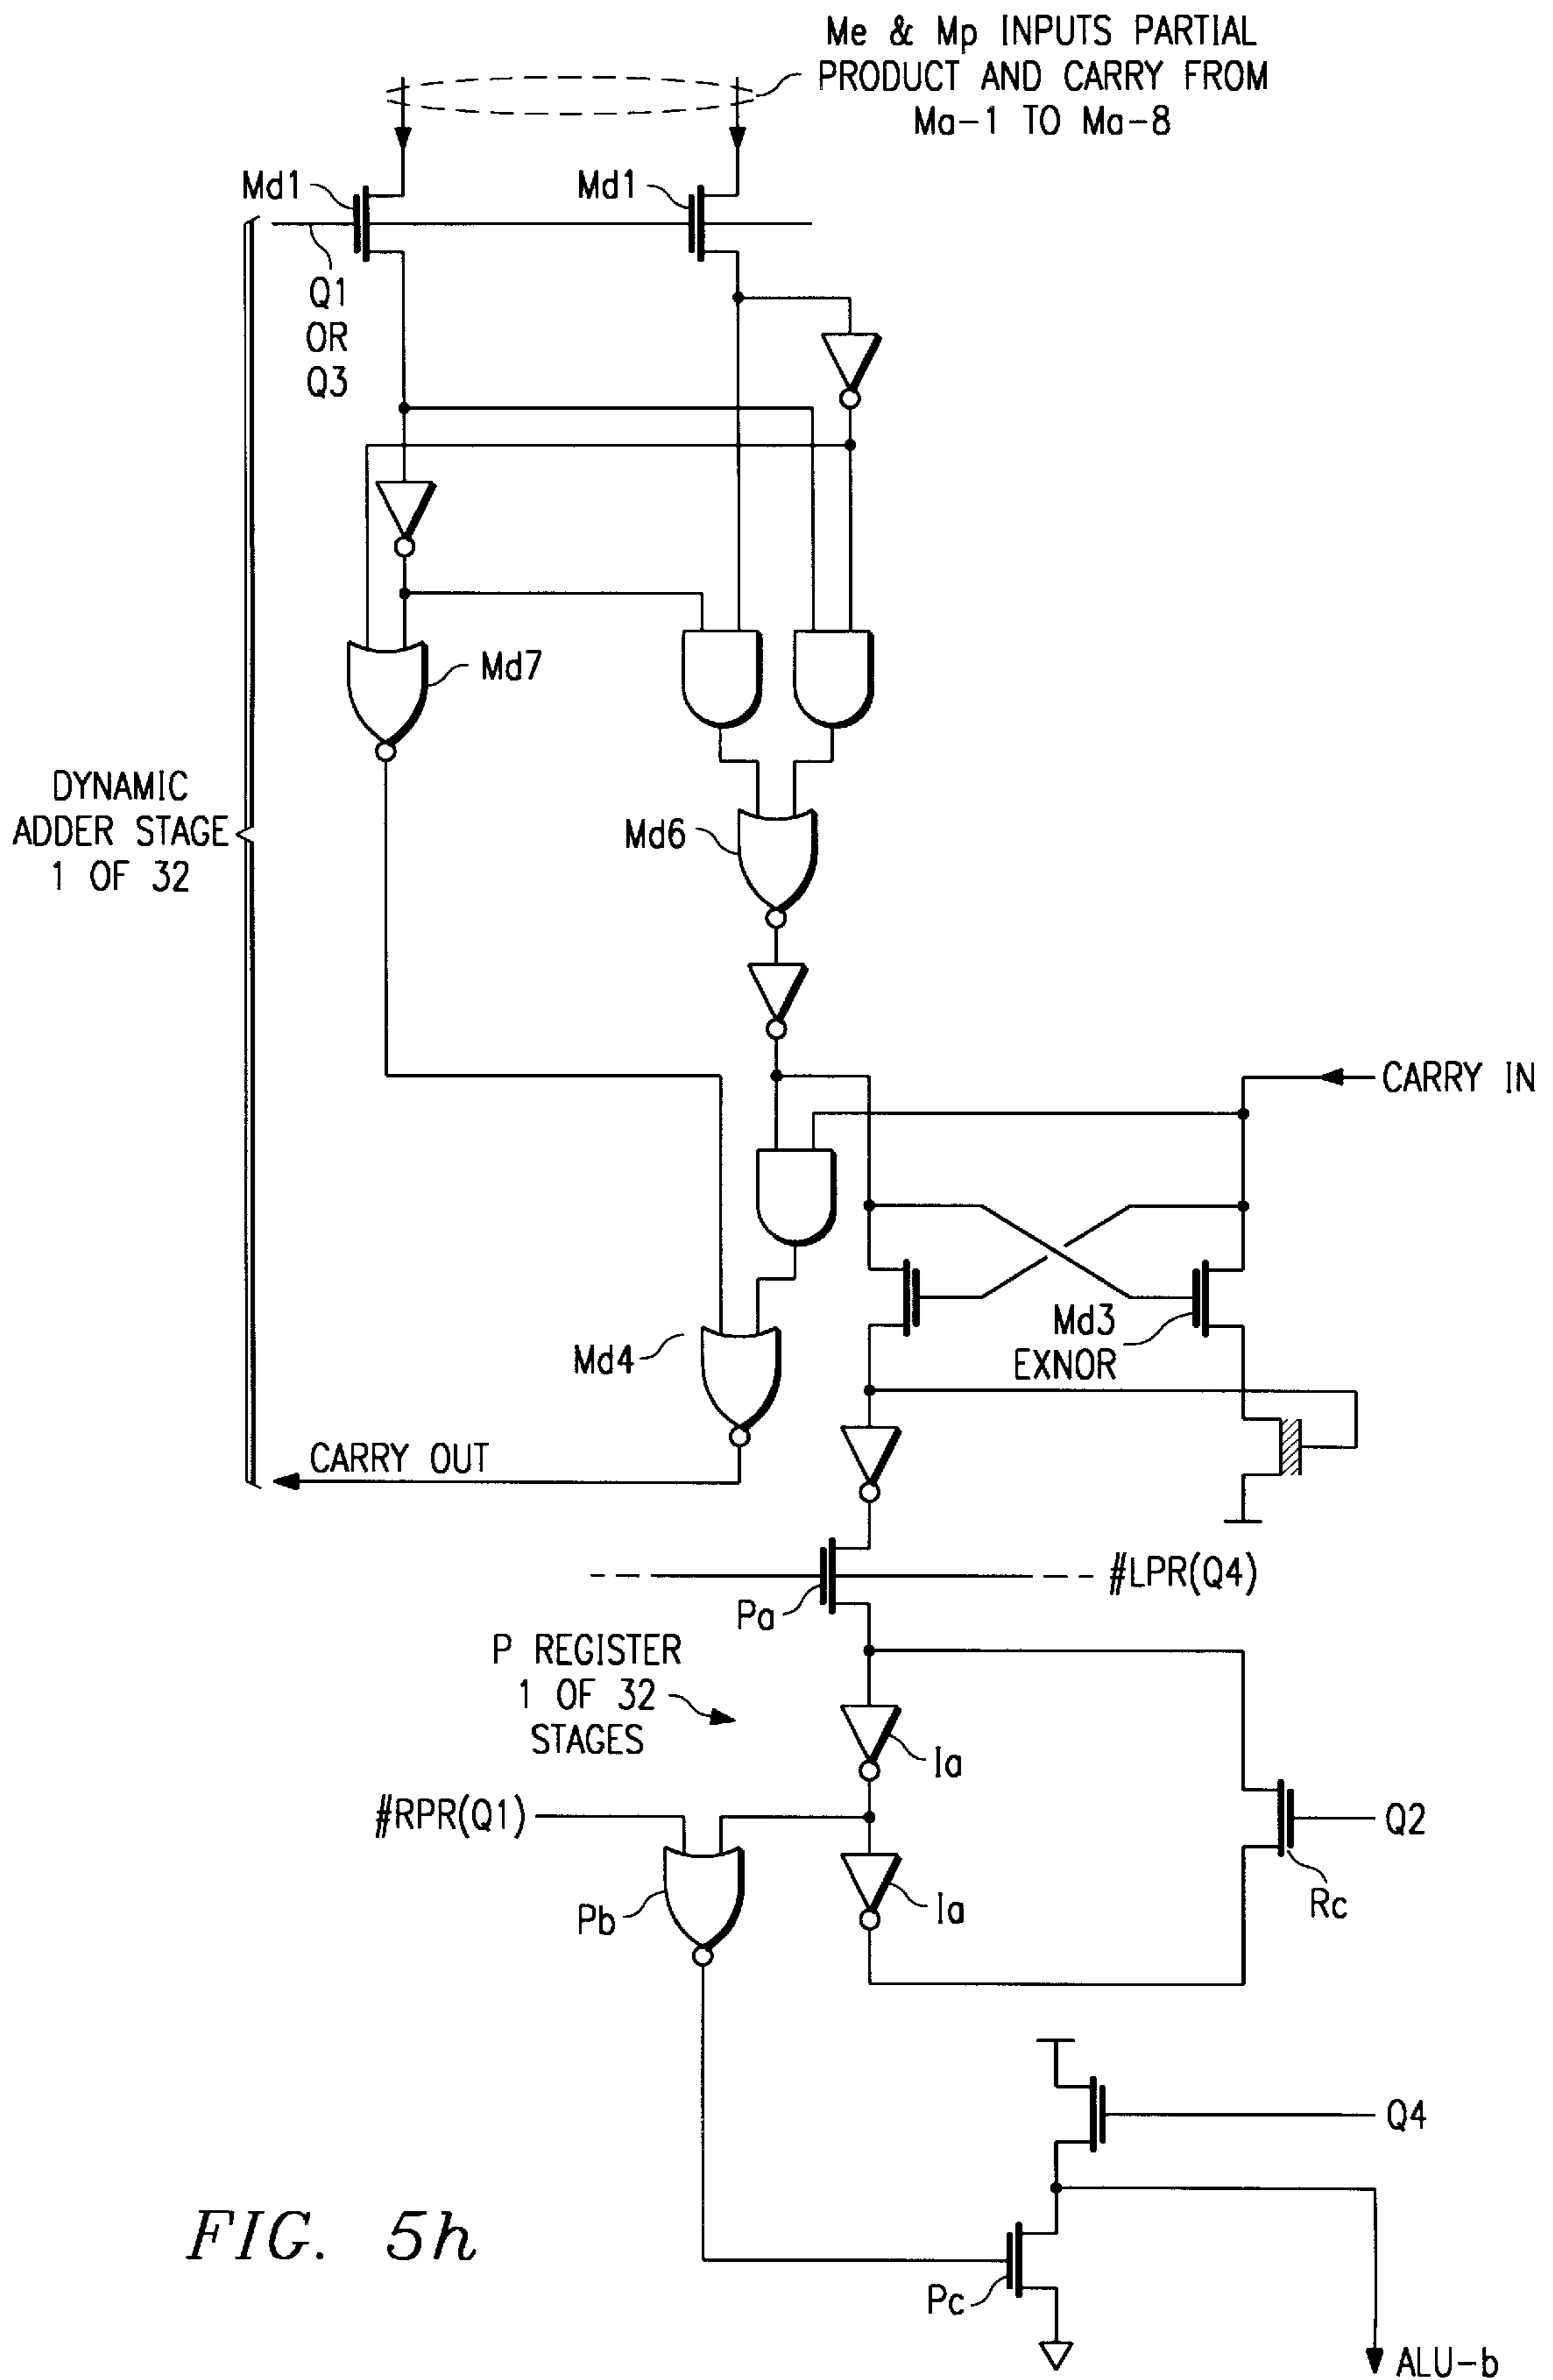 Me & Mp INPUTS PARTIAL
PRODUCT AND CARRY FROM
Ma-1 TO Ma-8
Md1
Md1
Q1
OR
Q3
Md7
DYNAMIC
ADDER STAGE
1 OF 32
Md6
CARRY IN
Md3
EXNOR
Md4
CARRY OUT
#LPR(Q4)
Pa
P REGISTER
1 OF 32
STAGES
Ia
#RPR(Q1)
Q2
Pb
Ia
Rc
Q4
FIG. 5h
Pc
ALU-b